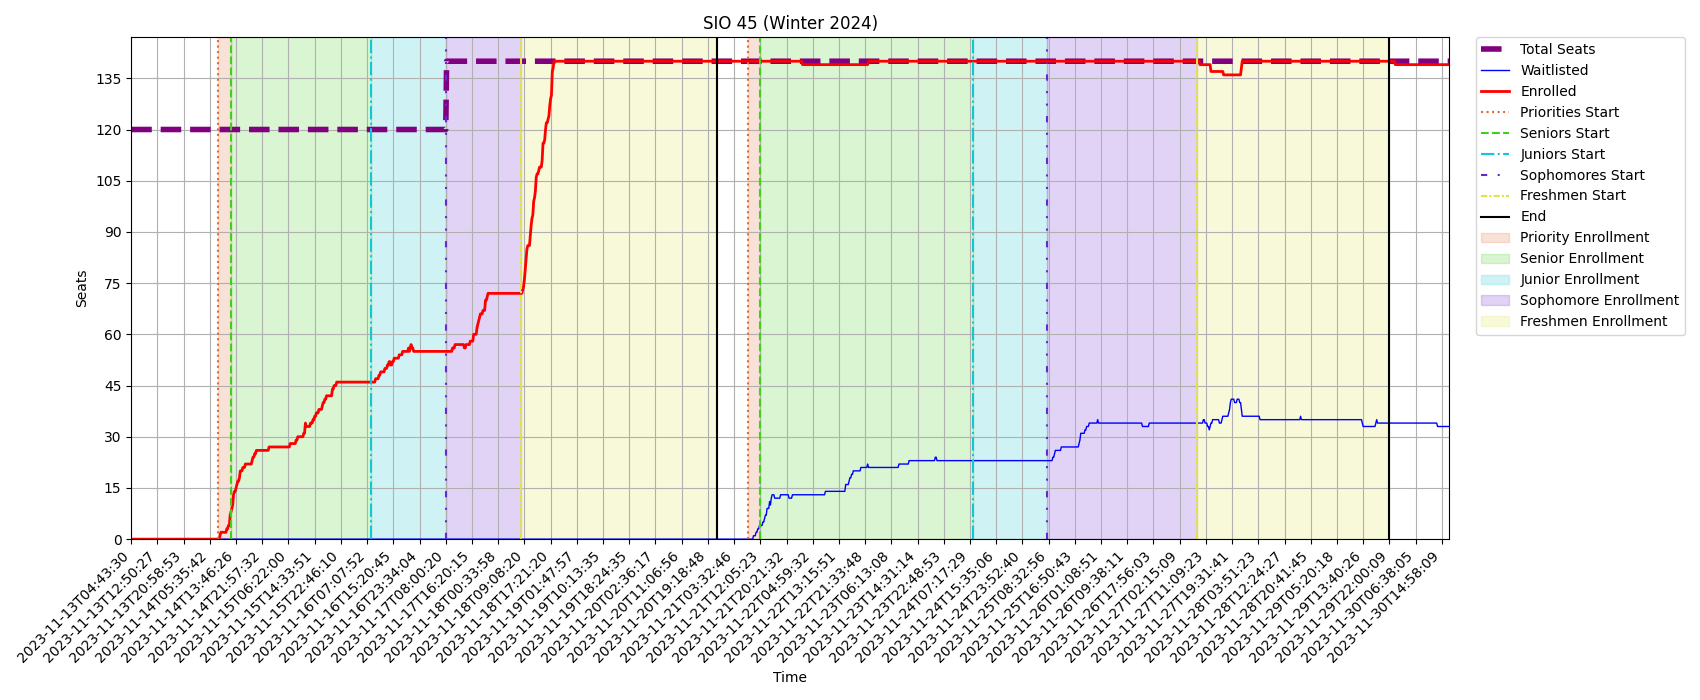 SIO 45 (Winter 2024)
Seats
135
120
105
90
75
60
45
30
15
0
2023-11-13T04:43:30
2023-11-13T12:50:27
2023-11-13T20:58:53
2023-11-14T05:35:42
2023-11-14T13:46:26
2023-11-14T21:57:32
2023-11-15T06:22:00
2023-11-15T14:33:51
2023-11-15T22:46:10
2023-11-16T07:07:52
2023-11-16T15:20:45
2023-11-16T23:34:04
2023-11-17T08:00:20
2023-11-17T16:20:15
2023-11-18T00:33:58
2023-11-18T09:08:20
2023-11-18T17:21:20
2023-11-19T01:47:57
2023-11-19T10:13:35
2023-11-19T18:24:35
2023-11-20T02:36:17
2023-11-20T11:06:56
2023-11-20T19:18:48
2023-11-21T03:32:46
2023-11-21T12:05:23
2023-11-21T20:21:32
2023-11-22T04:59:32
2023-11-22T13:15:51
2023-11-22T21:33:48
2023-11-23T06:13:08
2023-11-23T14:31:14
2023-11-23T22:48:53
2023-11-24T07:17:29
2023-11-24T15:35:06
2023-11-24T23:52:40
2023-11-25T08:32:56
2023-11-25T16:50:43
2023-11-26T01:08:51
2023-11-26T09:38:11
2023-11-26T17:56:03
2023-11-27T02:15:09
2023-11-27T11:09:23
2023-11-27T19:31:41
2023-11-28T03:51:23
2023-11-28T12:24:27
2023-11-28T20:41:45
2023-11-29T05:20:18
2023-11-29T13:40:26
2023-11-29T22:00:09
2023-11-30T06:38:05
2023-11-30T14:58:09
Time
Total Seats
Waitlisted
Enrolled
Priorities Start
Seniors Start
Juniors Start
Sophomores Start
Freshmen Start
End
Priority Enrollment
Senior Enrollment
Junior Enrollment
Sophomore Enrollment
Freshmen Enrollment